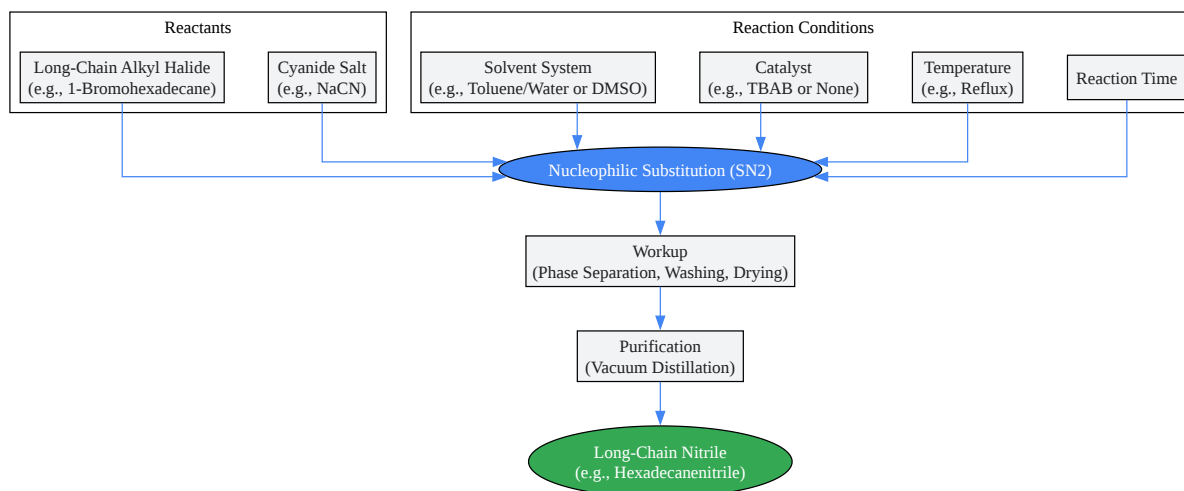 Reactants
Reaction Conditions
Long-Chain Alkyl Halide
(e.g., 1-Bromohexadecane)
Cyanide Salt
(e.g., NaCN)
Solvent System
(e.g., Toluene/Water or DMSO)
Catalyst
(e.g., TBAB or None)
Temperature
(e.g., Reflux)
Reaction Time
Nucleophilic Substitution (SN2)
Workup
(Phase Separation, Washing, Drying)
Purification
(Vacuum Distillation)
Long-Chain Nitrile
(e.g., Hexadecanenitrile)